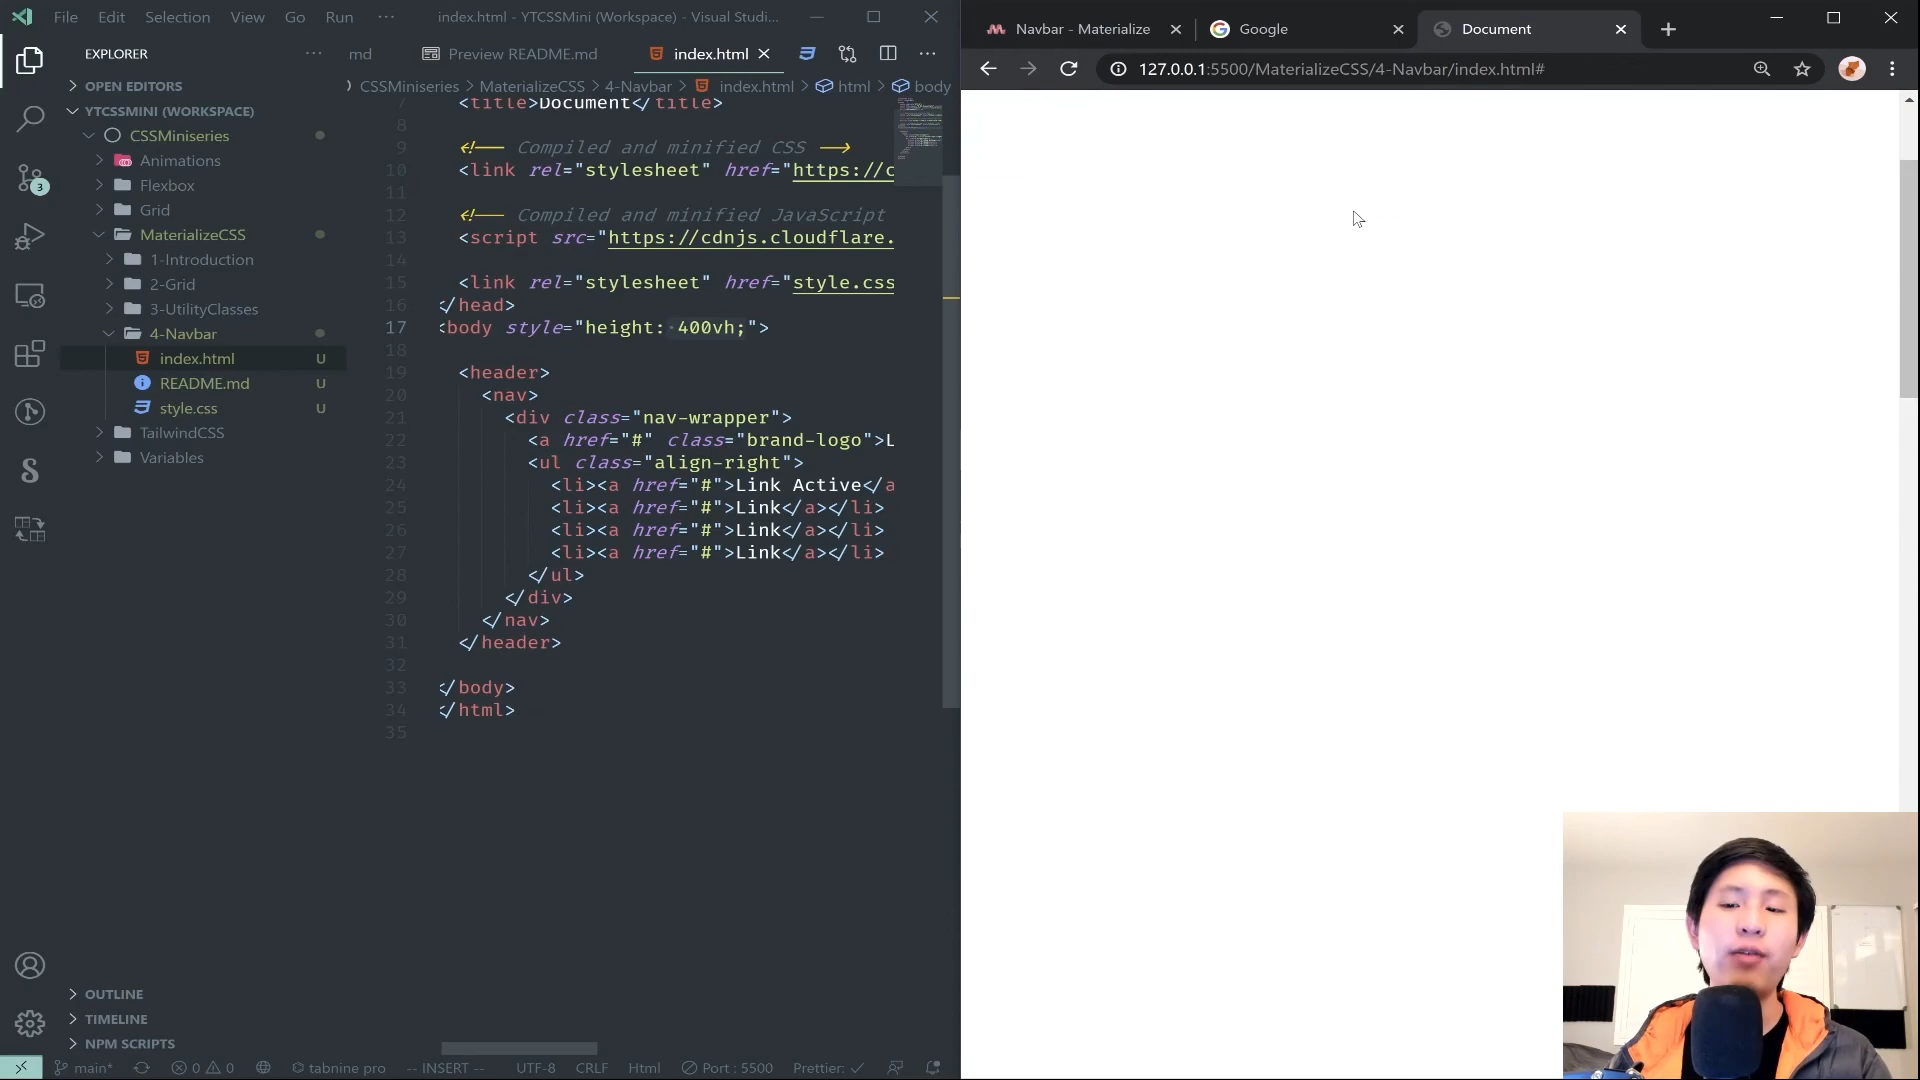 File Edit Selection View Go Run ··· index.html - YTCSSMini (Workspace) - Visual Studi...
EXPLORER ···
OPEN EDITORS
YTCSSMINI (WORKSPACE)
CSSMiniseries
Animations
Flexbox
Grid
MaterializeCSS
1-Introduction
2-Grid
3-UtilityClasses
4-Navbar
index.html U
README.md U
style.css U
TailwindCSS
Variables
OUTLINE
TIMELINE
NPM SCRIPTS
3
md Preview README.md index.html
CSSMiniseries > MaterializeCSS > 4-Navbar > index.html > html > body
7 <title>Document</title>
8
9 <!-- Compiled and minified CSS -->
10 <link rel="stylesheet" href="https://c
11
12 <!-- Compiled and minified JavaScript
13 <script src="https://cdnjs.cloudflare.
14
15 <link rel="stylesheet" href="style.css
16 </head>
17 <body style="height: 400vh;">
18
19 <header>
20 <nav>
21 <div class="nav-wrapper">
22 <a href="#" class="brand-logo">L
23 <ul class="align-right">
24 <li><a href="#">Link Active</a
25 <li><a href="#">Link</a></li>
26 <li><a href="#">Link</a></li>
27 <li><a href="#">Link</a></li>
28 </ul>
29 </div>
30 </nav>
31 </header>
32
33 </body>
34 </html>
35
main* 0 0 tabnine pro -- INSERT -- UTF-8 CRLF Html Port : 5500 Prettier: ✓
Navbar - Materialize Google Document
127.0.0.1:5500/MaterializeCSS/4-Navbar/index.html#